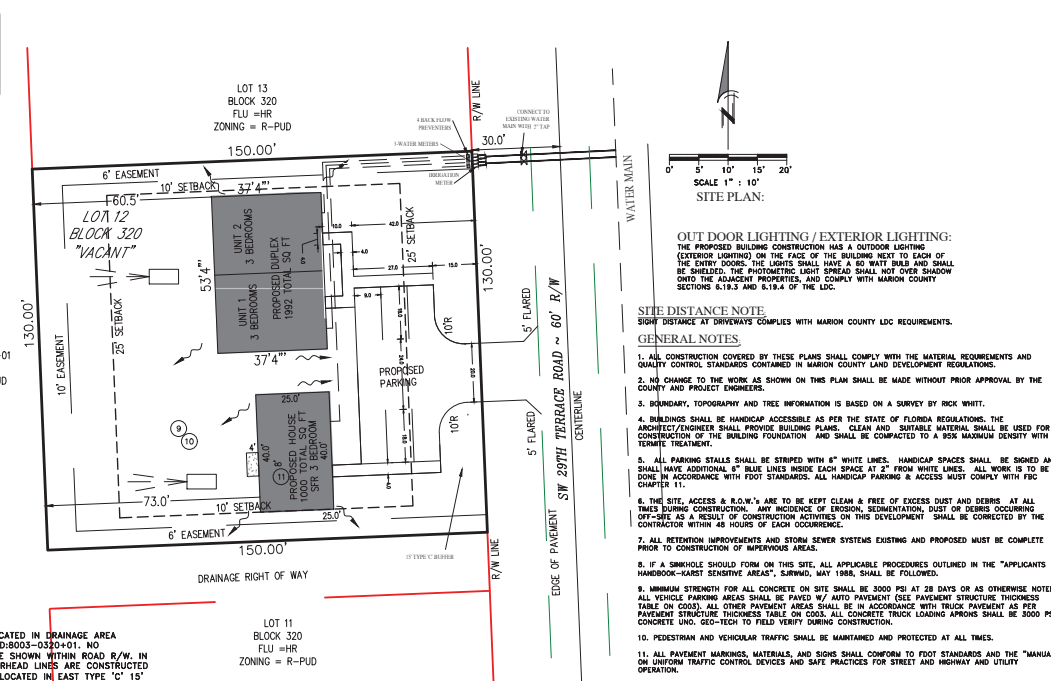 LOT 13
BLOCK 320
FLU =HR
ZONING = R-PUD
150.00'
R/W LINE
4 BACK FLOW
PREVENTERS
3-WATER METERS
IRRIGATION
METER
CONNECT TO
EXISTING WATER
MAIN WITH 2" TAP
30.0'
WATER MAIN
6' EASEMENT
10' SETBACK
37'4"'
60.5'
LOT 12
BLOCK 320
"VACANT"
53'4"
UNIT 2
3 BEDROOMS
UNIT 1
3 BEDROOMS
PROPOSED DUPLEX
1992 TOTAL SQ FT
10.0
42.0
4.0
27.0
15.0
9.0
25' SETBACK
130.00'
130.00'
25' SETBACK
10' EASEMENT
37'4"'
PROPOSED
PARKING
10'R
5' FLARED
10'R
5' FLARED
25.0'
PROPOSED HOUSE
1000 TOTAL SQ FT
SFR 3 BEDROOM
40.0'
40.0'
4'
8'
11
9
10
73.0'
10' SETBACK
25.0'
6' EASEMENT
150.00'
15' TYPE 'C' BUFFER
R/W LINE
EDGE OF PAVEMENT
SW 29TH TERRACE ROAD ~ 60' R/W
CENTERLINE
DRAINAGE RIGHT OF WAY
LOT 11
BLOCK 320
FLU =HR
ZONING = R-PUD
-01
D
CATED IN DRAINAGE AREA
D:8003-0320+01. NO
E SHOWN WITHIN ROAD R/W. IN
RHEAD LINES ARE CONSTRUCTED
LOCATED IN EAST TYPE 'C' 15'
N
0' 5' 10' 15' 20'
SCALE 1" : 10'
SITE PLAN:
OUT DOOR LIGHTING / EXTERIOR LIGHTING:
THE PROPOSED BUILDING CONSTRUCTION HAS A OUTDOOR LIGHTING
(EXTERIOR LIGHTING) ON THE FACE OF THE BUILDING NEXT TO EACH OF
THE ENTRY DOORS. THE LIGHTS SHALL HAVE A 60 WATT BULB AND SHALL
BE SHIELDED. THE PHOTOMETRIC LIGHT SPREAD SHALL NOT OVER SHADOW
ONTO THE ADJACENT PROPERTIES, AND COMPLY WITH MARION COUNTY
SECTIONS 6.19.3 AND 6.19.4 OF THE LDC.
SITE DISTANCE NOTE
SIGHT DISTANCE AT DRIVEWAYS COMPLIES WITH MARION COUNTY LDC REQUIREMENTS.
GENERAL NOTES:
1. ALL CONSTRUCTION COVERED BY THESE PLANS SHALL COMPLY WITH THE MATERIAL REQUIREMENTS AND
QUALITY CONTROL STANDARDS CONTAINED IN MARION COUNTY LAND DEVELOPMENT REGULATIONS.
2. NO CHANGE TO THE WORK AS SHOWN ON THIS PLAN SHALL BE MADE WITHOUT PRIOR APPROVAL BY THE
COUNTY AND PROJECT ENGINEERS.
3. BOUNDARY, TOPOGRAPHY AND TREE INFORMATION IS BASED ON A SURVEY BY RICK WHITT.
4. BUILDINGS SHALL BE HANDICAP ACCESSIBLE AS PER THE STATE OF FLORIDA REGULATIONS. THE
ARCHITECT/ENGINEER SHALL PROVIDE BUILDING PLANS. CLEAN AND SUITABLE MATERIAL SHALL BE USED FOR
CONSTRUCTION OF THE BUILDING FOUNDATION AND SHALL BE COMPACTED TO A 95% MAXIMUM DENSITY WITH
TERMITE TREATMENT.
5. ALL PARKING STALLS SHALL BE STRIPED WITH 6" WHITE LINES. HANDICAP SPACES SHALL BE SIGNED AN
SHALL HAVE ADDITIONAL 6" BLUE LINES INSIDE EACH SPACE AT 2" FROM WHITE LINES. ALL WORK IS TO BE
DONE IN ACCORDANCE WITH FDOT STANDARDS. ALL HANDICAP PARKING & ACCESS MUST COMPLY WITH FBC
CHAPTER 11.
6. THE SITE, ACCESS & R.O.W.'s ARE TO BE KEPT CLEAN & FREE OF EXCESS DUST AND DEBRIS AT ALL
TIMES DURING CONSTRUCTION. ANY INCIDENCE OF EROSION, SEDIMENTATION, DUST OR DEBRIS OCCURRING
OFF-SITE AS A RESULT OF CONSTRUCTION ACTIVITIES ON THIS DEVELOPMENT SHALL BE CORRECTED BY THE
CONTRACTOR WITHIN 48 HOURS OF EACH OCCURRENCE.
7. ALL RETENTION IMPROVEMENTS AND STORM SEWER SYSTEMS EXISTING AND PROPOSED MUST BE COMPLETE
PRIOR TO CONSTRUCTION OF IMPERVIOUS AREAS.
8. IF A SINKHOLE SHOULD FORM ON THIS SITE, ALL APPLICABLE PROCEDURES OUTLINED IN THE "APPLICANTS
HANDBOOK-KARST SENSITIVE AREAS", SJRWMD, MAY 1988, SHALL BE FOLLOWED.
9. MINIMUM STRENGTH FOR ALL CONCRETE ON SITE SHALL BE 3000 PSI AT 28 DAYS OR AS OTHERWISE NOTE
ALL VEHICLE PARKING AREAS SHALL BE PAVED W/ AUTO PAVEMENT (SEE PAVEMENT STRUCTURE THICKNESS
TABLE ON C003). ALL OTHER PAVEMENT AREAS SHALL BE IN ACCORDANCE WITH TRUCK PAVEMENT AS PER
PAVEMENT STRUCTURE THICKNESS TABLE ON C003. ALL CONCRETE TRUCK LOADING APRONS SHALL BE 3000 PS
CONCRETE UNO. GEO-TECH TO FIELD VERIFY DURING CONSTRUCTION.
10. PEDESTRIAN AND VEHICULAR TRAFFIC SHALL BE MAINTAINED AND PROTECTED AT ALL TIMES.
11. ALL PAVEMENT MARKINGS, MATERIALS, AND SIGNS SHALL CONFORM TO FDOT STANDARDS AND THE "MANUA
ON UNIFORM TRAFFIC CONTROL DEVICES AND SAFE PRACTICES FOR STREET AND HIGHWAY AND UTILITY
OPERATION.